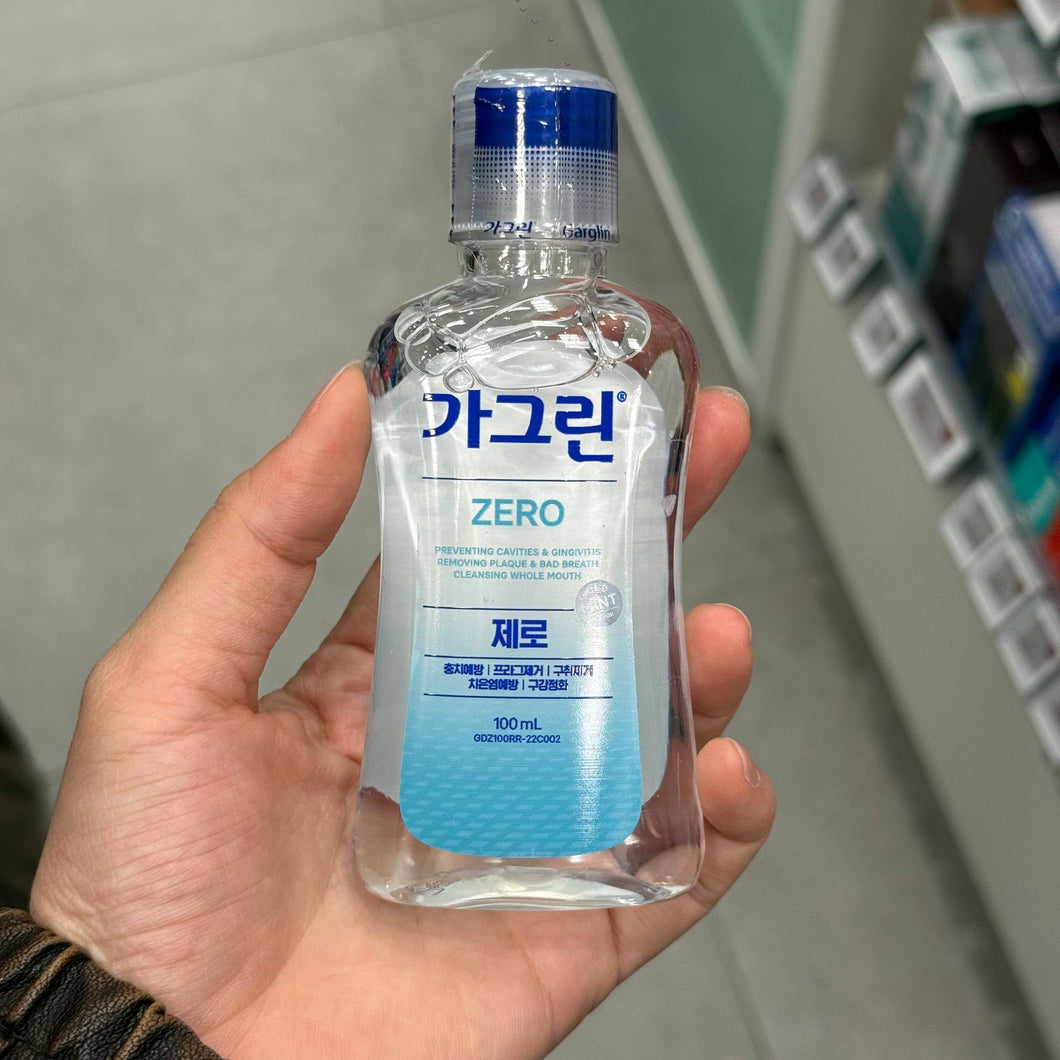 가그린 Garglin
가그린®
ZERO
PREVENTING CAVITIES & GINGIVITIS
REMOVING PLAQUE & BAD BREATH
CLEANSING WHOLE MOUTH
제로
충치예방 | 프라그제거 | 구취제거
치은염예방 | 구강정화
100 mL
GDZ100RR-22C002